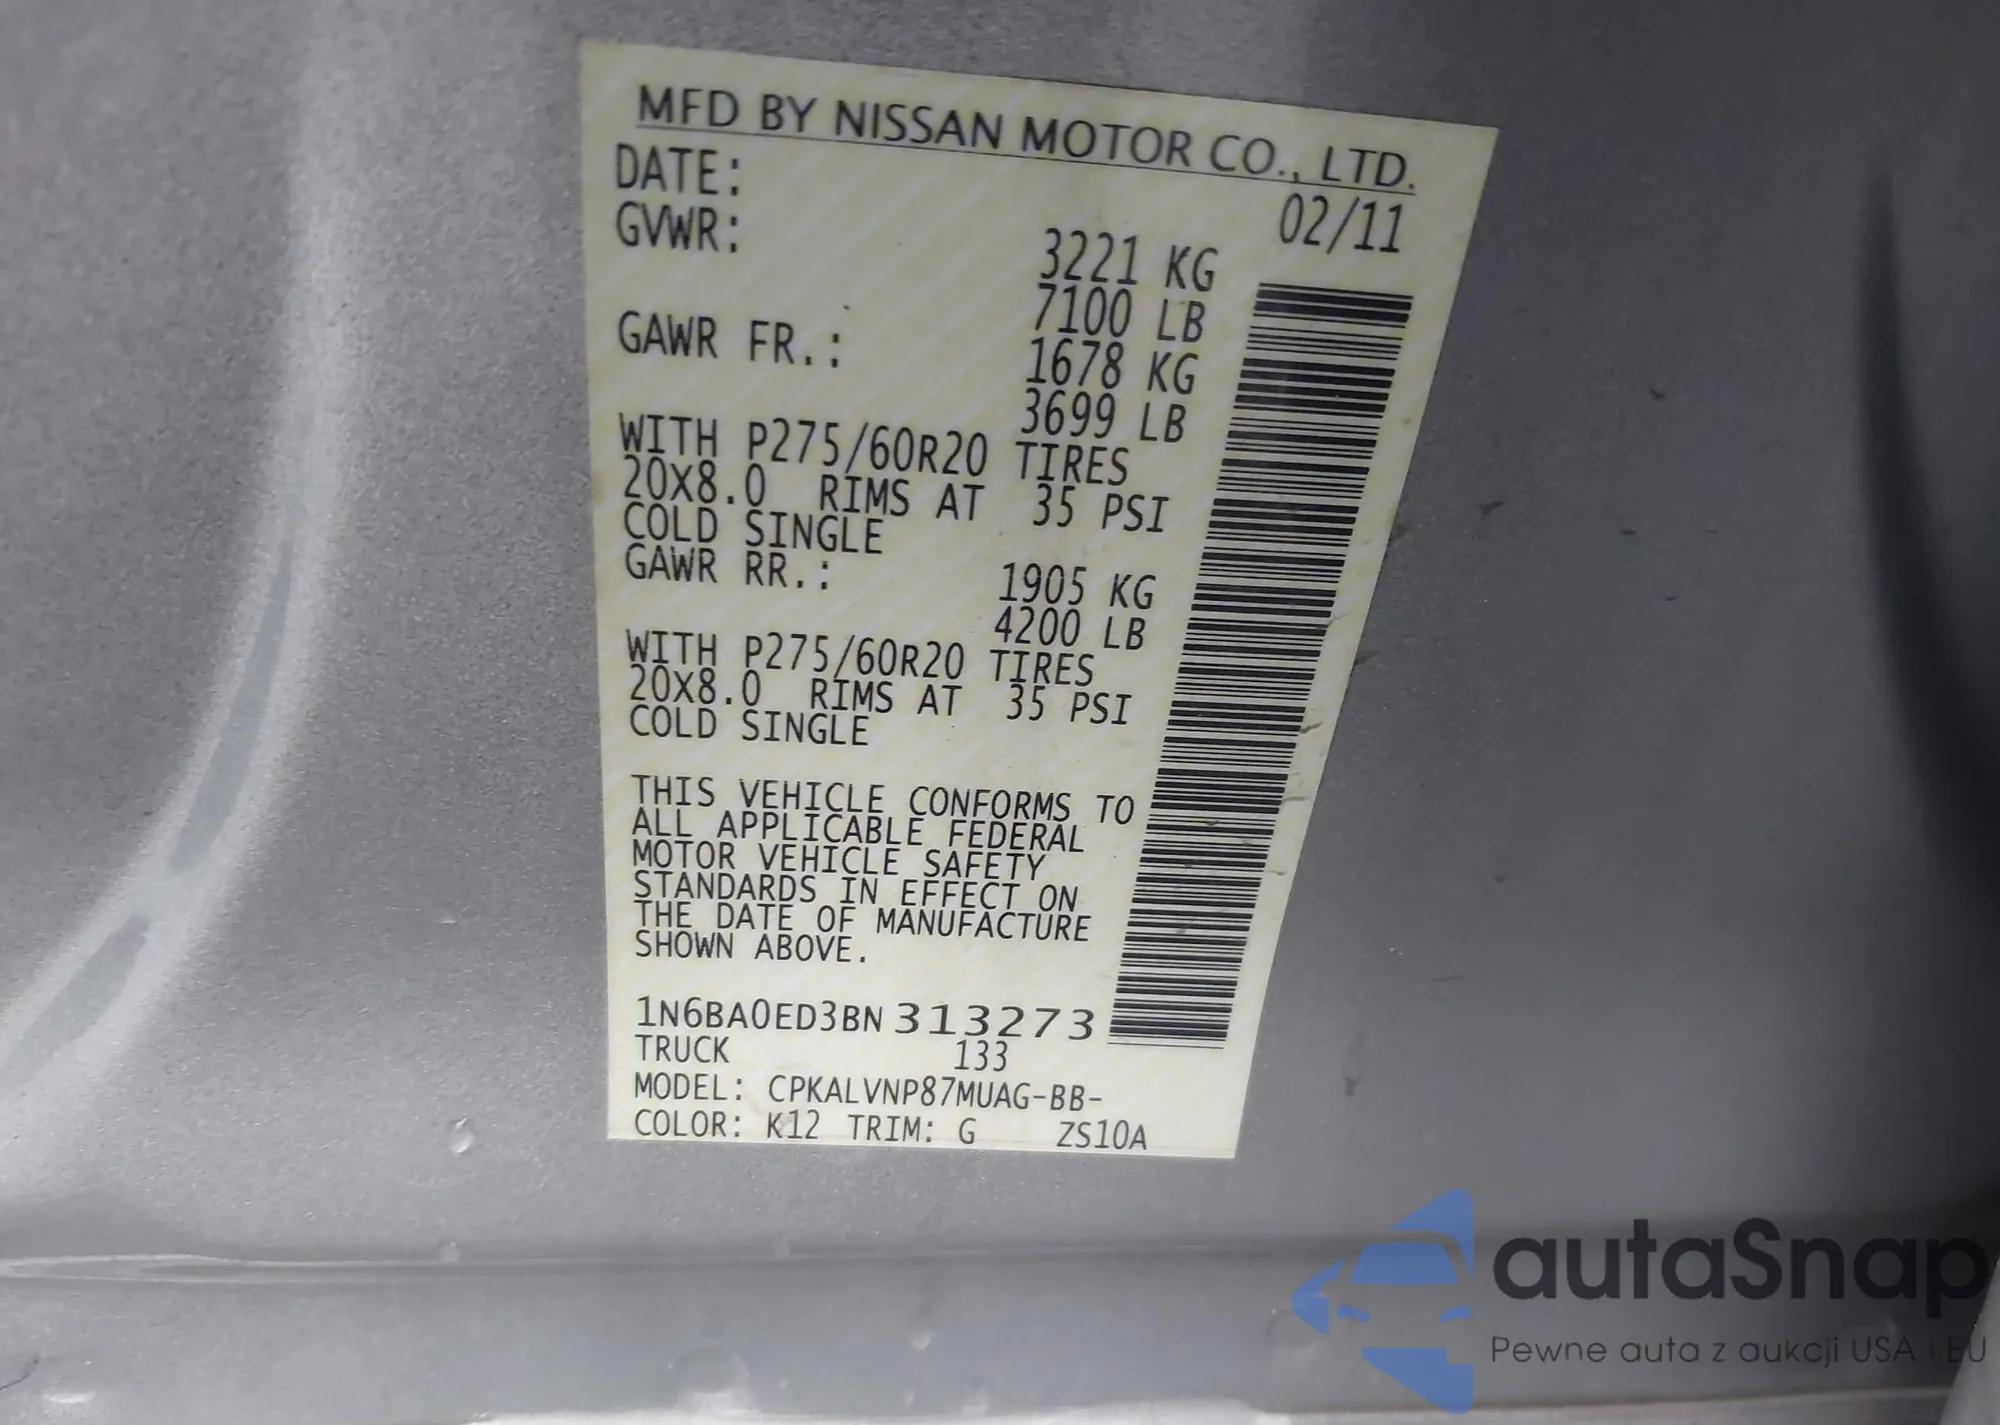 MFD BY NISSAN MOTOR CO., LTD.
DATE: 02/11
GVWR: 3221 KG
7100 LB
GAWR FR.: 1678 KG
3699 LB
WITH P275/60R20 TIRES
20X8.0 RIMS AT 35 PSI
COLD SINGLE
GAWR RR.: 1905 KG
4200 LB
WITH P275/60R20 TIRES
20X8.0 RIMS AT 35 PSI
COLD SINGLE
THIS VEHICLE CONFORMS TO
ALL APPLICABLE FEDERAL
MOTOR VEHICLE SAFETY
STANDARDS IN EFFECT ON
THE DATE OF MANUFACTURE
SHOWN ABOVE.
1N6BA0ED3BN 313273
TRUCK 133
MODEL: CPKALVNP87MUAG-BB-
COLOR: K12 TRIM: G ZS10A
autaSnap
Pewne auta z aukcji USA i EU